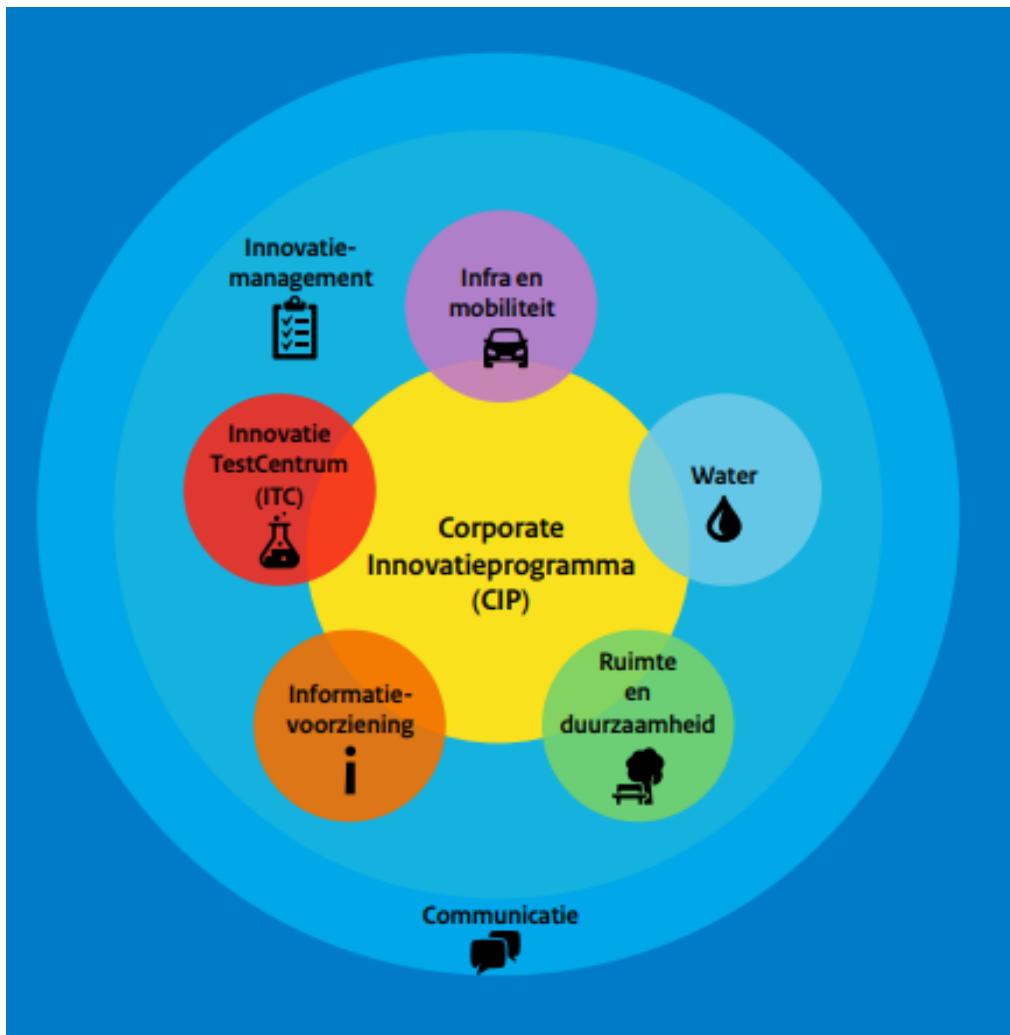 Innovatie-
management
Infra en
mobiliteit
Innovatie
TestCentrum
(ITC)
Water
Corporate
Innovatieprogramma
(CIP)
Informatie-
voorziening
Ruimte
en
duurzaamheid
Communicatie